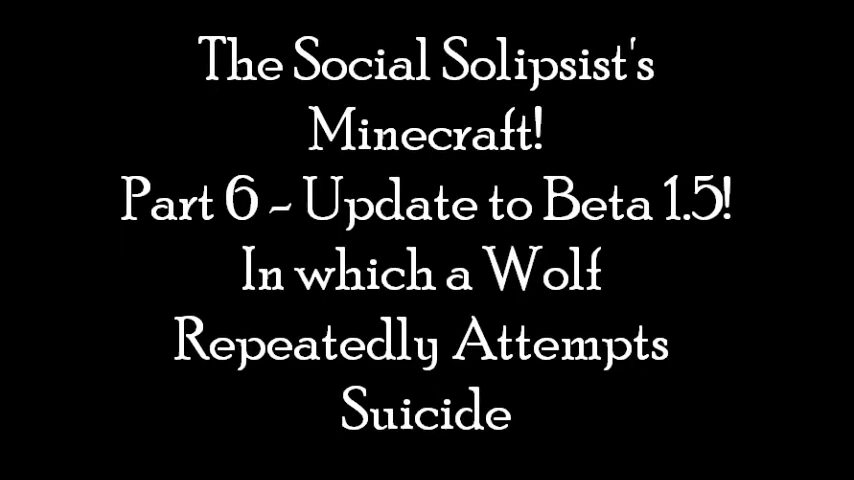 The Social Solipsist's
Minecraft!
Part 6 - Update to Beta 1.5!
In which a Wolf
Repeatedly Attempts
Suicide